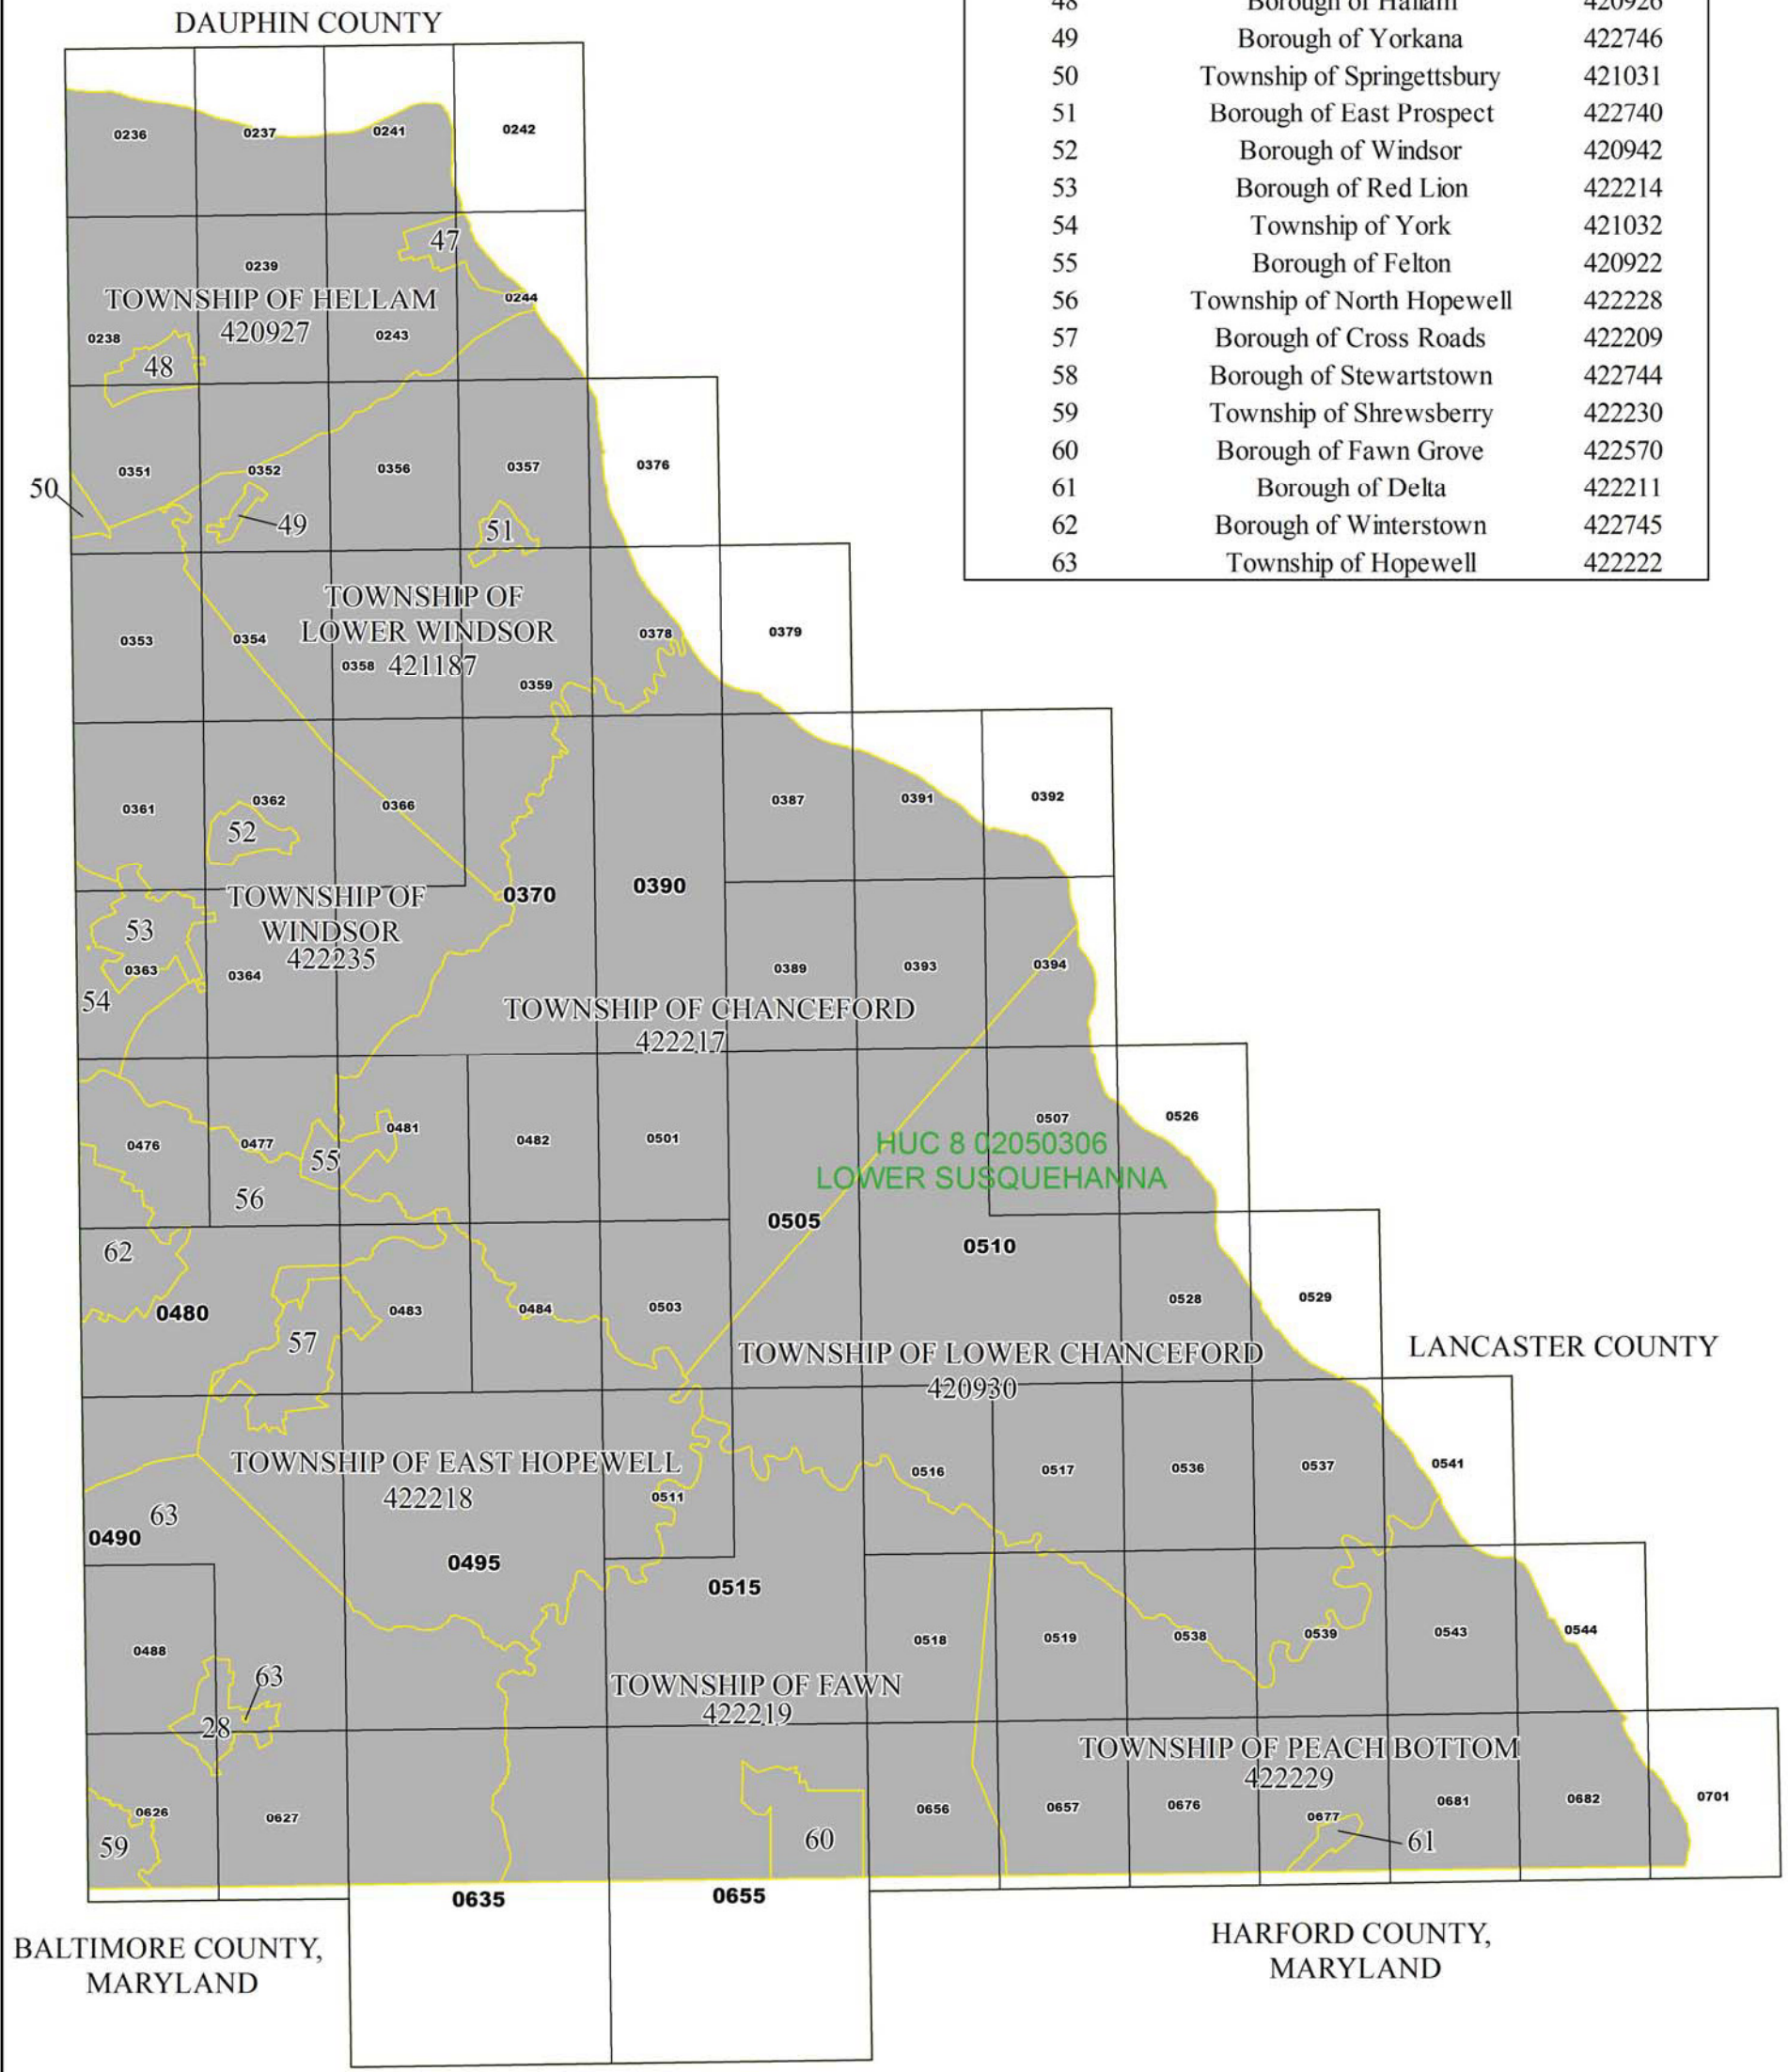 DAUPHIN COUNTY
48 Borough of Hallam 420926
49 Borough of Yorkana 422746
50 Township of Springettsbury 421031
51 Borough of East Prospect 422740
52 Borough of Windsor 420942
53 Borough of Red Lion 422214
54 Township of York 421032
55 Borough of Felton 420922
56 Township of North Hopewell 422228
57 Borough of Cross Roads 422209
58 Borough of Stewartstown 422744
59 Township of Shrewsberry 422230
60 Borough of Fawn Grove 422570
61 Borough of Delta 422211
62 Borough of Winterstown 422745
63 Township of Hopewell 422222
0236 0237 0241 0242
47
0239
0244
TOWNSHIP OF HELLAM
420927
0238 0243
48
0351 0352 0356 0357 0376
50
49 51
TOWNSHIP OF
LOWER WINDSOR
421187
0353 0354 0378 0379
0358 0359
0361 0362 0366 0387 0391 0392
52
0370 0390
TOWNSHIP OF
WINDSOR
422235
53
0363 0364 0389 0393 0394
54
TOWNSHIP OF CHANCEFORD
422217
0476 0477 0481 0482 0501 0507 0526
55
HUC 8 02050306
LOWER SUSQUEHANNA
56
0505
62 0510
0480 0483 0484 0503 0528 0529
57
TOWNSHIP OF LOWER CHANCEFORD
420930
LANCASTER COUNTY
TOWNSHIP OF EAST HOPEWELL
422218
0511 0516 0517 0536 0537 0541
63
0490
0495 0515
0488 0518 0519 0538 0539 0543 0544
63
28
TOWNSHIP OF FAWN
422219
TOWNSHIP OF PEACH BOTTOM
422229
0626 0627 0656 0657 0676 0677 0681 0682 0701
59 60 61
0635 0655
BALTIMORE COUNTY,
MARYLAND
HARFORD COUNTY,
MARYLAND